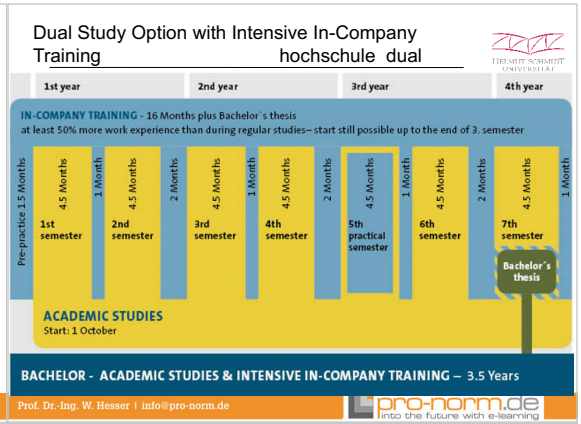 Dual Study Option with Intensive In-Company
Training hochschule dual
HELMUT SCHMIDT
UNIVERSITÄT
1st year 2nd year 3rd year 4th year
IN-COMPANY TRAINING - 16 Months plus Bachelor´s thesis
at least 50% more work experience than during regular studies– start still possible up to the end of 3. semester
Pre-practice 1.5 Months
4.5 Months
1st
semester
1 Month
4.5 Months
2nd
semester
2 Months
4.5 Months
3rd
semester
1 Month
4.5 Months
4th
semester
2 Months
4.5 Months
5th
practical
semester
1 Month
4.5 Months
6th
semester
2 Months
4.5 Months
7th
semester
1 Month
Bachelor´s
thesis
ACADEMIC STUDIES
Start: 1 October
BACHELOR - ACADEMIC STUDIES & INTENSIVE IN-COMPANY TRAINING – 3.5 Years
Prof. Dr.-Ing. W. Hesser | info@pro-norm.de
pro-norm.de
into the future with e-learning